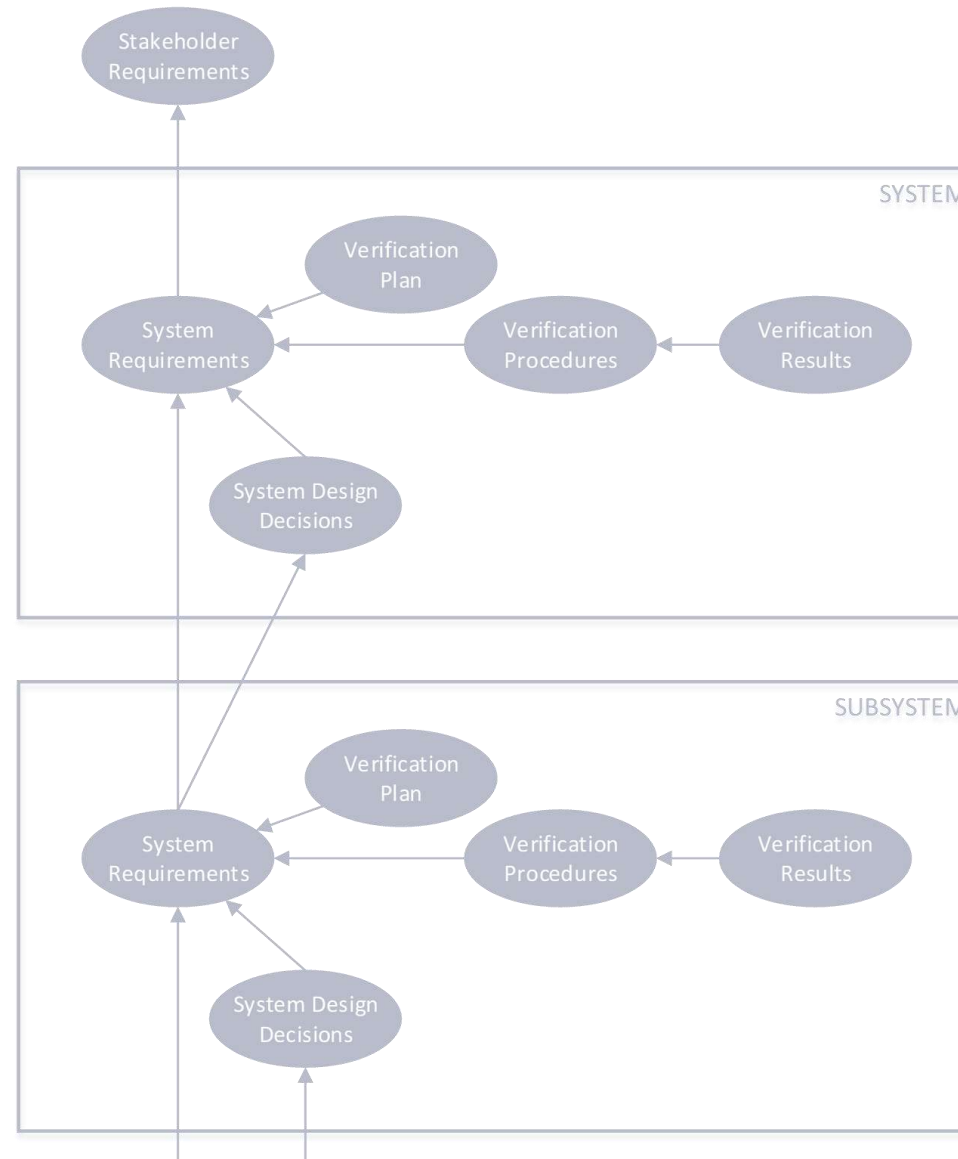 Stakeholder
Requirements
SYSTEM
Verification
Plan
System
Requirements
Verification
Procedures
Verification
Results
System Design
Decisions
SUBSYSTEM
Verification
Plan
System
Requirements
Verification
Procedures
Verification
Results
System Design
Decisions